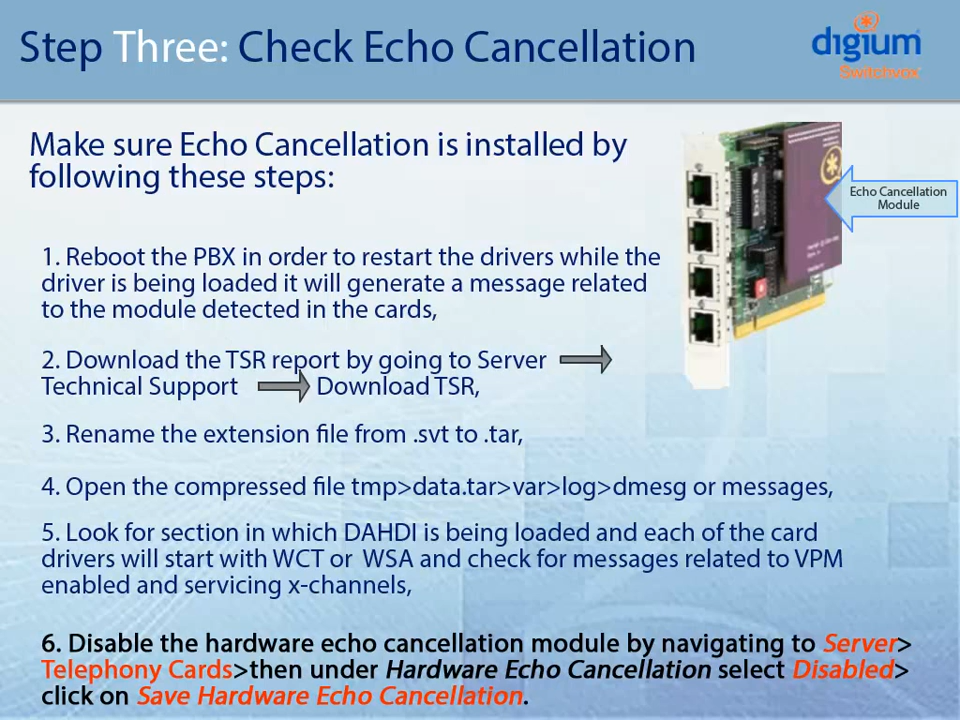 Step Three: Check Echo Cancellation
digium
Switchvox
Make sure Echo Cancellation is installed by
following these steps:
Echo Cancellation
Module
1. Reboot the PBX in order to restart the drivers while the
driver is being loaded it will generate a message related
to the module detected in the cards,
2. Download the TSR report by going to Server
Technical Support Download TSR,
3. Rename the extension file from .svt to .tar,
4. Open the compressed file tmp>data.tar>var>log>dmesg or messages,
5. Look for section in which DAHDI is being loaded and each of the card
drivers will start with WCT or WSA and check for messages related to VPM
enabled and servicing x-channels,
6. Disable the hardware echo cancellation module by navigating to Server>
Telephony Cards>then under Hardware Echo Cancellation select Disabled>
click on Save Hardware Echo Cancellation.